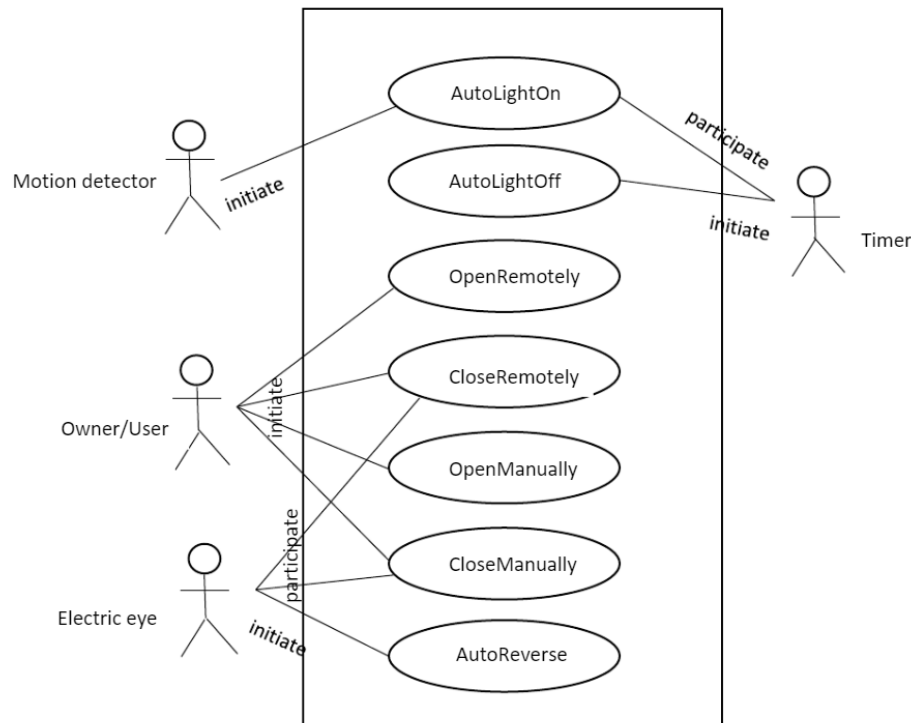 AutoLightOn
participate
Motion detector
initiate
AutoLightOff
initiate
Timer
OpenRemotely
CloseRemotely
initiate
Owner/User
OpenManually
participate
CloseManually
Electric eye
initiate
AutoReverse